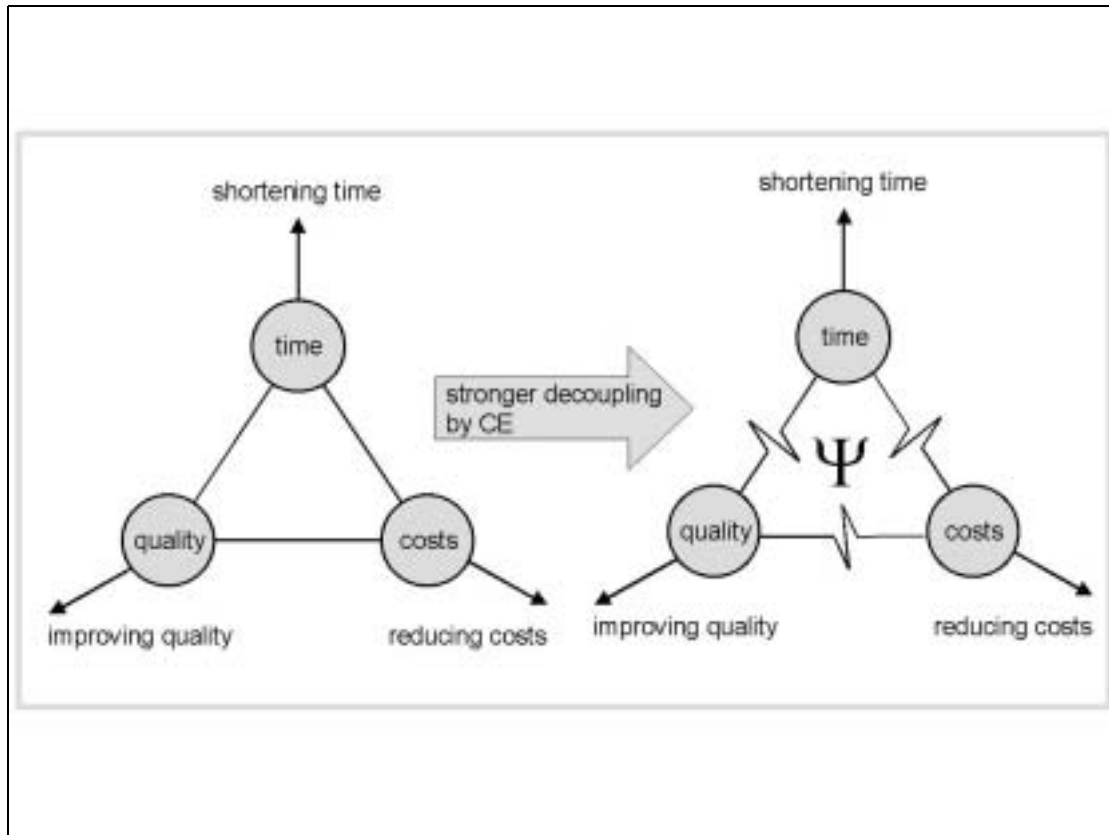 shortening time
time
quality
costs
improving quality
reducing costs
stronger decoupling
by CE
shortening time
time
Ψ
quality
costs
improving quality
reducing costs